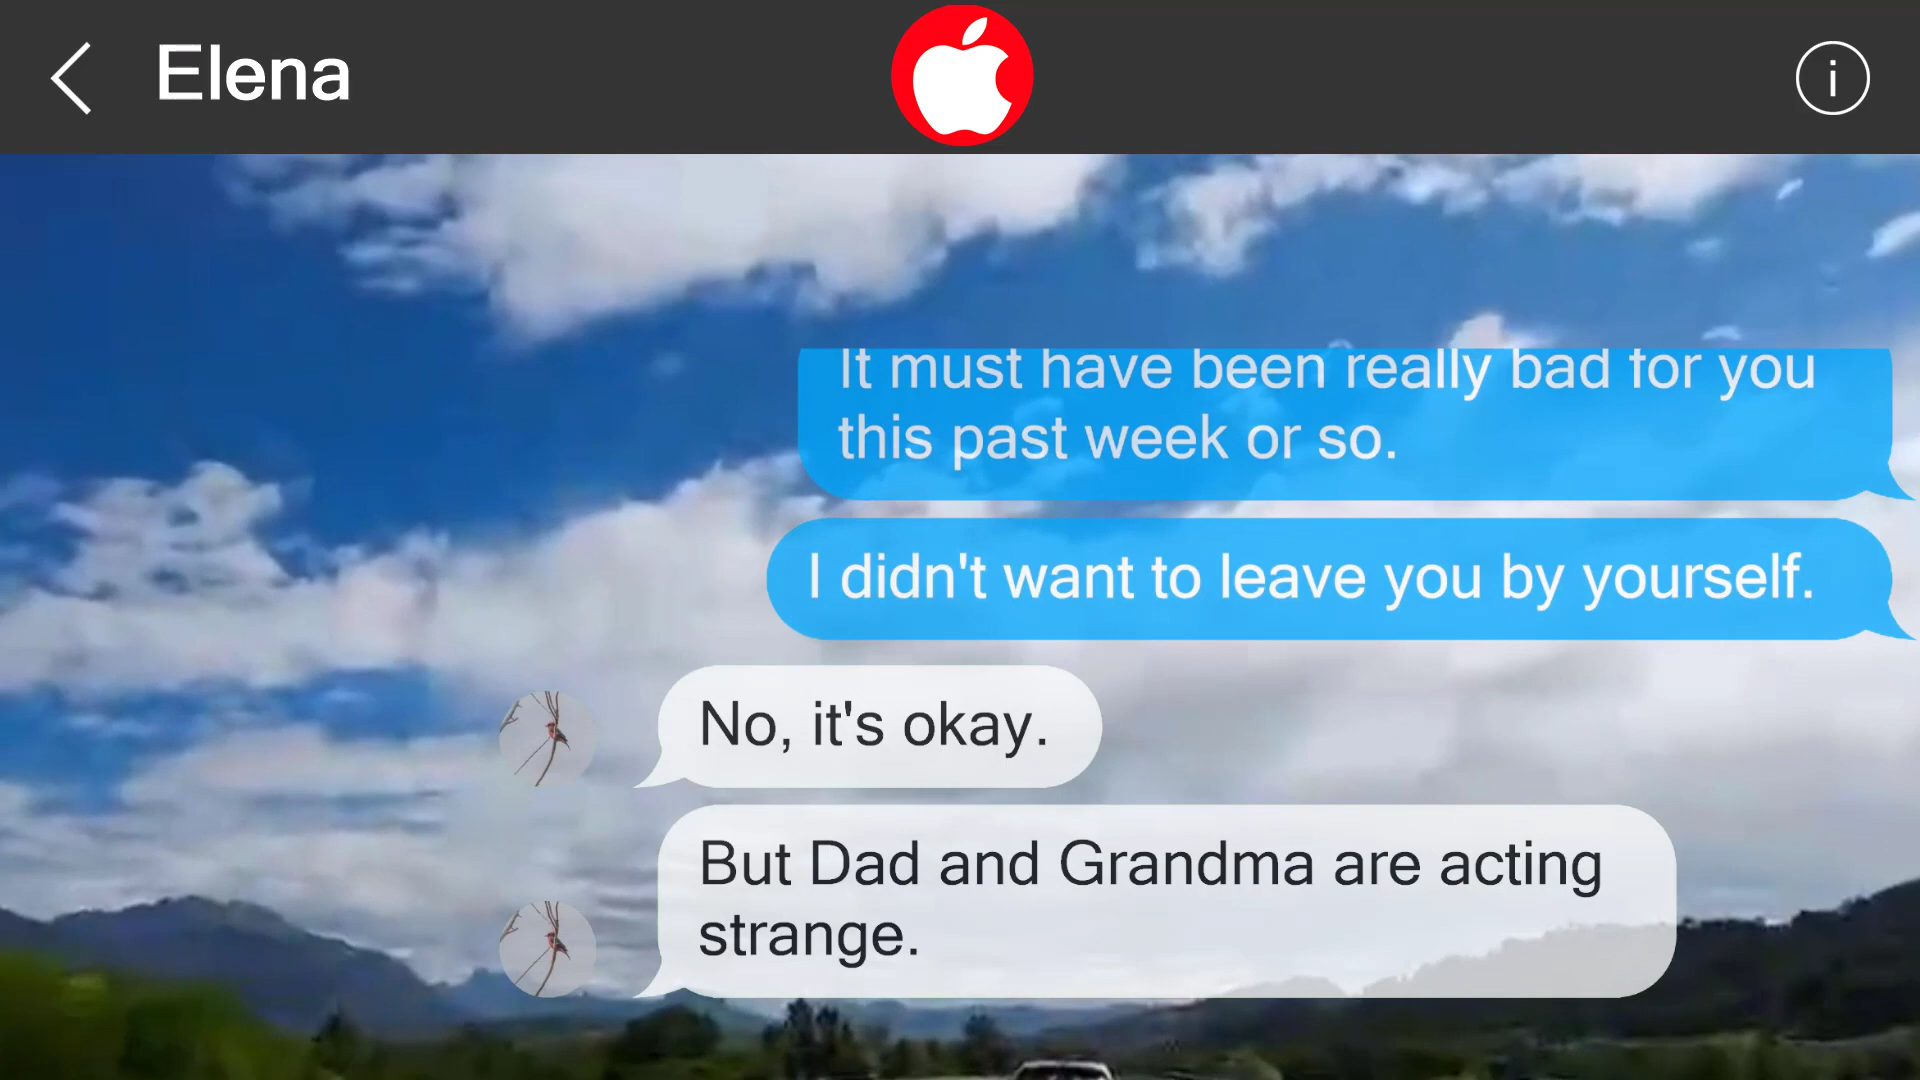 Elena
It must have been really bad for you
this past week or so.
I didn't want to leave you by yourself.
No, it's okay.
But Dad and Grandma are acting
strange.